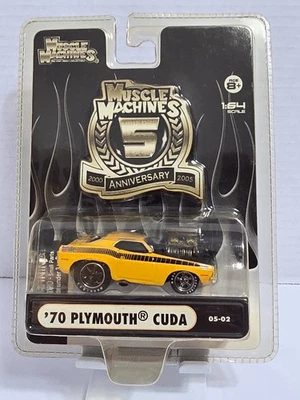 MUSCLE
MACHINES
AGE
8+
1:64
SCALE
MUSCLE
MACHINES
5
2000 ANNIVERSARY 2005
'70 PLYMOUTH® CUDA
05-02